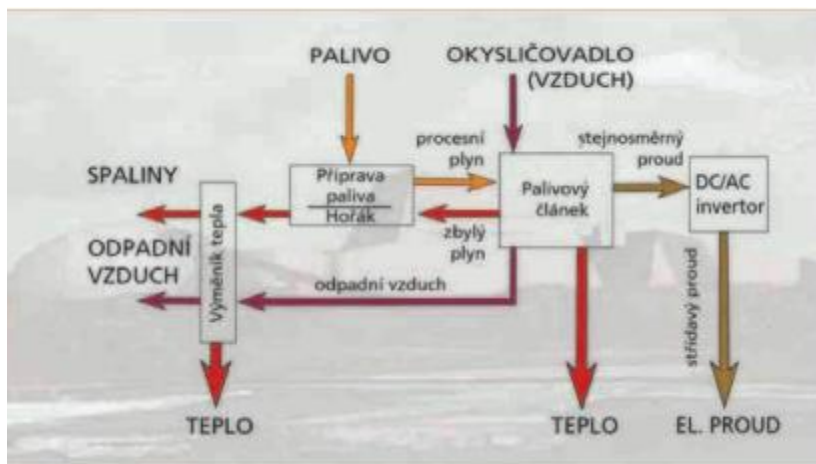 PALIVO
OKYSLIČOVADLO
(VZDUCH)
procesní
plyn
stejnosměrný
proud
SPALINY
Příprava
paliva
Hořák
Palivový
článek
DC/AC
invertor
ODPADNÍ
VZDUCH
Výměník tepla
zbylý
plyn
odpadní vzduch
střídavý proud
TEPLO
TEPLO
EL. PROUD